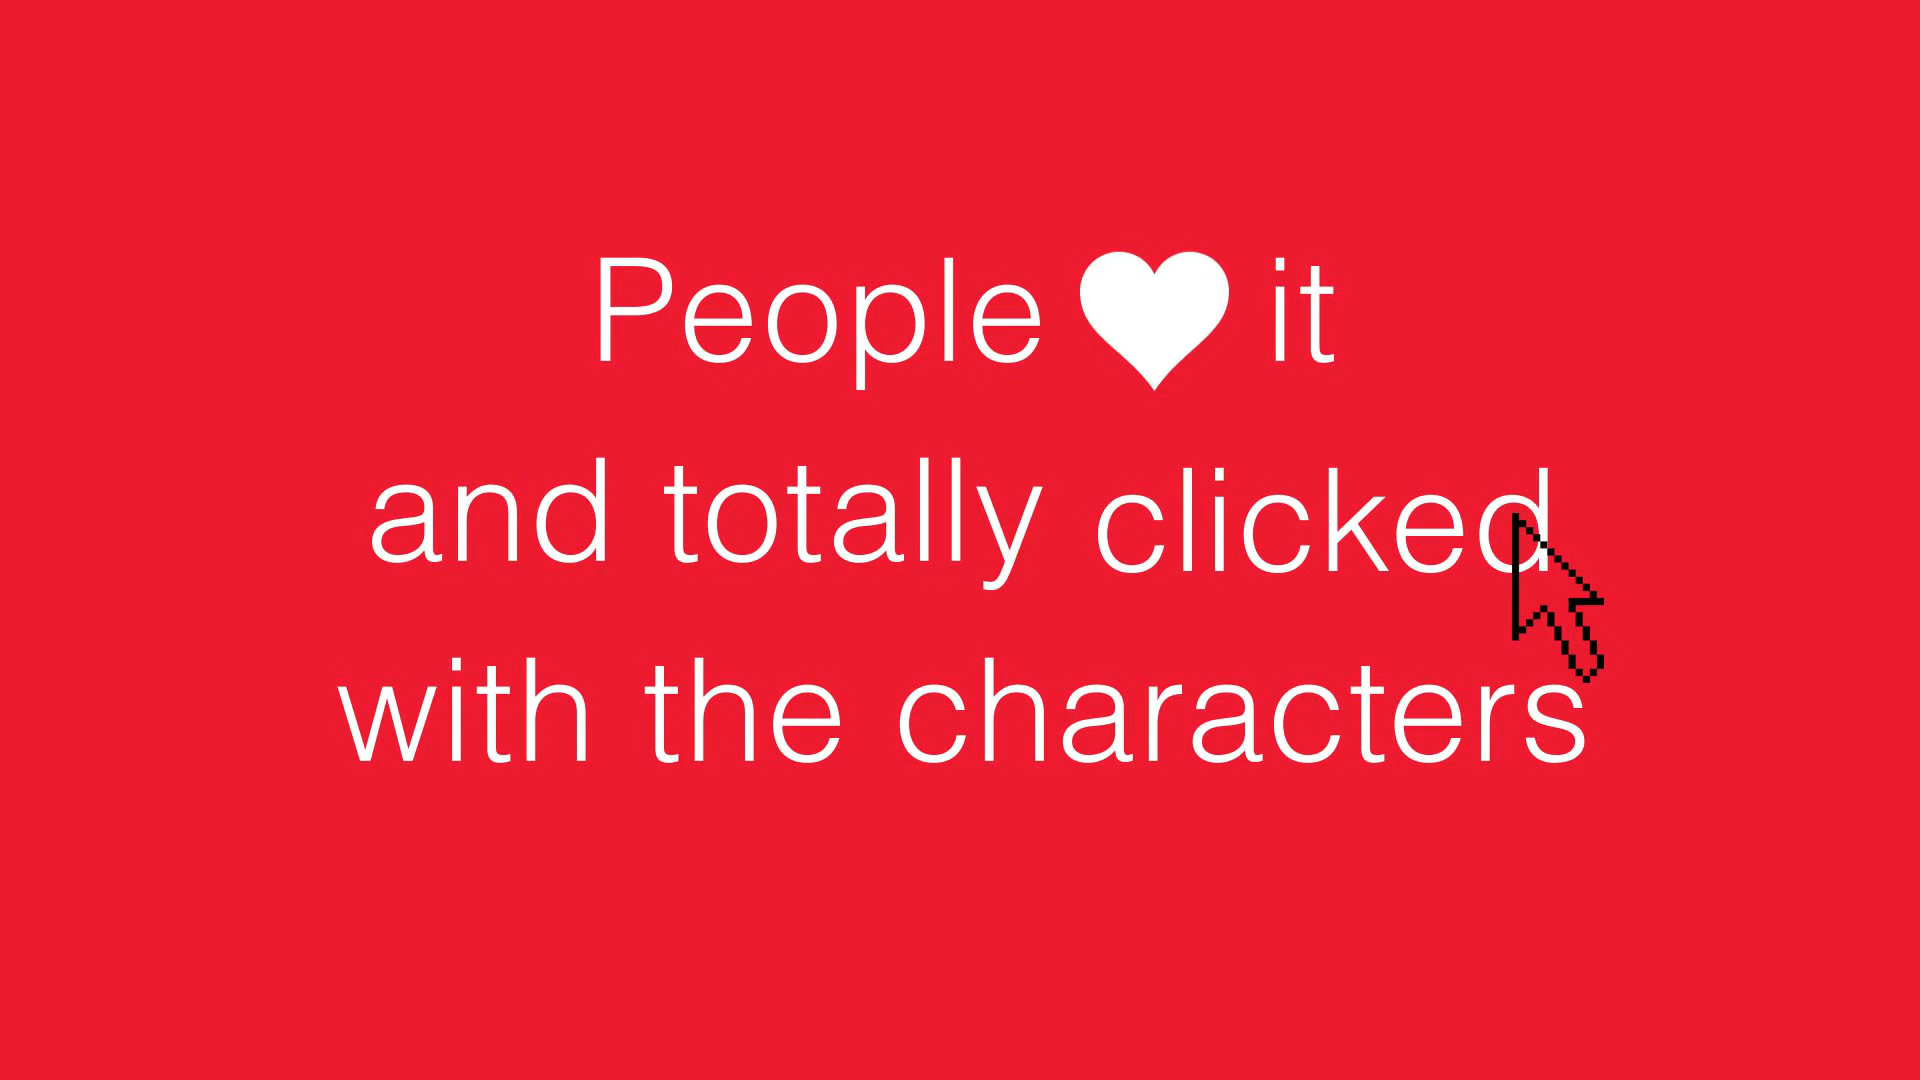 People ♥ it
and totally clicked
with the characters